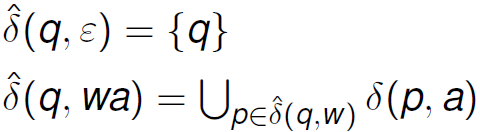 δ̂(q, ε) = {q}
δ̂(q, wa) = ⋃_{p∈δ̂(q,w)} δ(p, a)